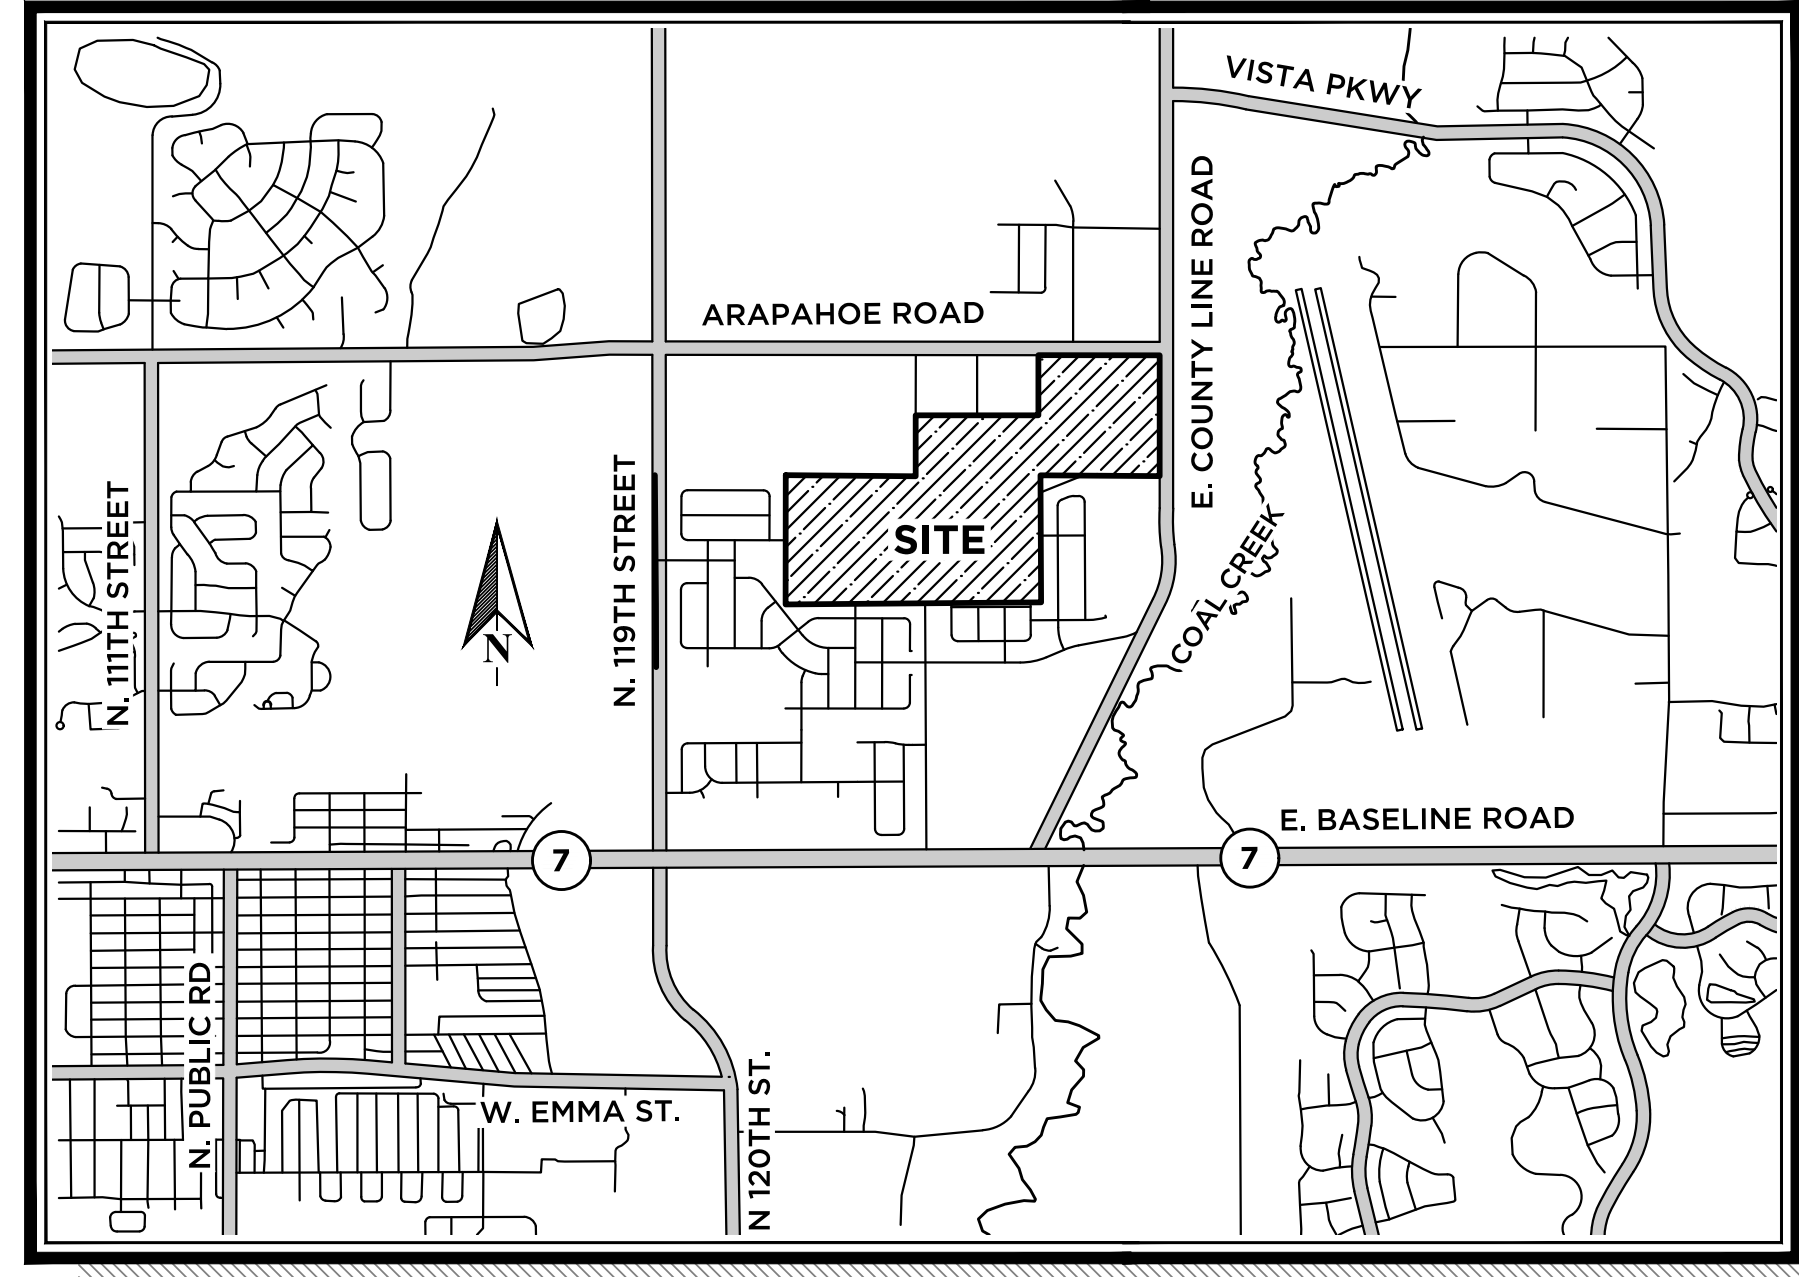 VISTA PKWY
ARAPAHOE ROAD
E. COUNTY LINE ROAD
N. 111TH STREET
N. 119TH STREET
SITE
COAL CREEK
N
E. BASELINE ROAD
7
7
N. PUBLIC RD
W. EMMA ST.
N 120TH ST.